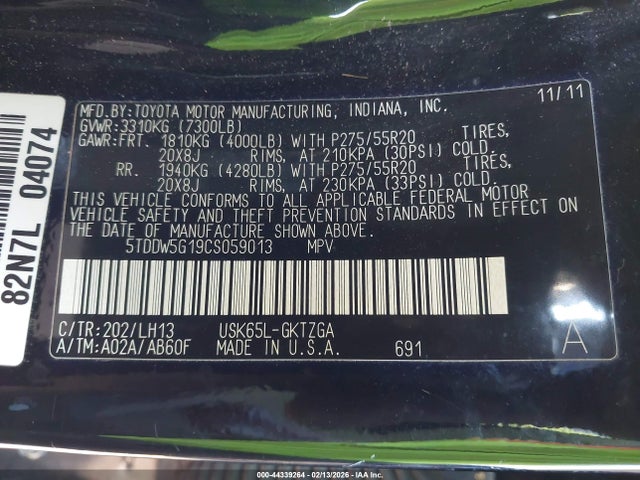 MFD.BY:TOYOTA MOTOR MANUFACTURING, INDIANA, INC. 11/11
GVWR:3310KG (7300LB)
GAWR:FRT. 1810KG (4000LB) WITH P275/55R20 TIRES,
20X8J RIMS, AT 210KPA (30PSI) COLD.
RR. 1940KG (4280LB) WITH P275/55R20 TIRES,
20X8J RIMS, AT 230KPA (33PSI) COLD.
THIS VEHICLE CONFORMS TO ALL APPLICABLE FEDERAL MOTOR
VEHICLE SAFETY AND THEFT PREVENTION STANDARDS IN EFFECT ON
THE DATE OF MANUFACTURE SHOWN ABOVE.
5TDDW5G19CS059013 MPV
C/TR:202/LH13 USK65L-GKTZGA
A/TM:A02A/AB60F MADE IN U.S.A. 691 A
82N7L 04074
000-44339264 - 02/13/2026 - IAAI.COM